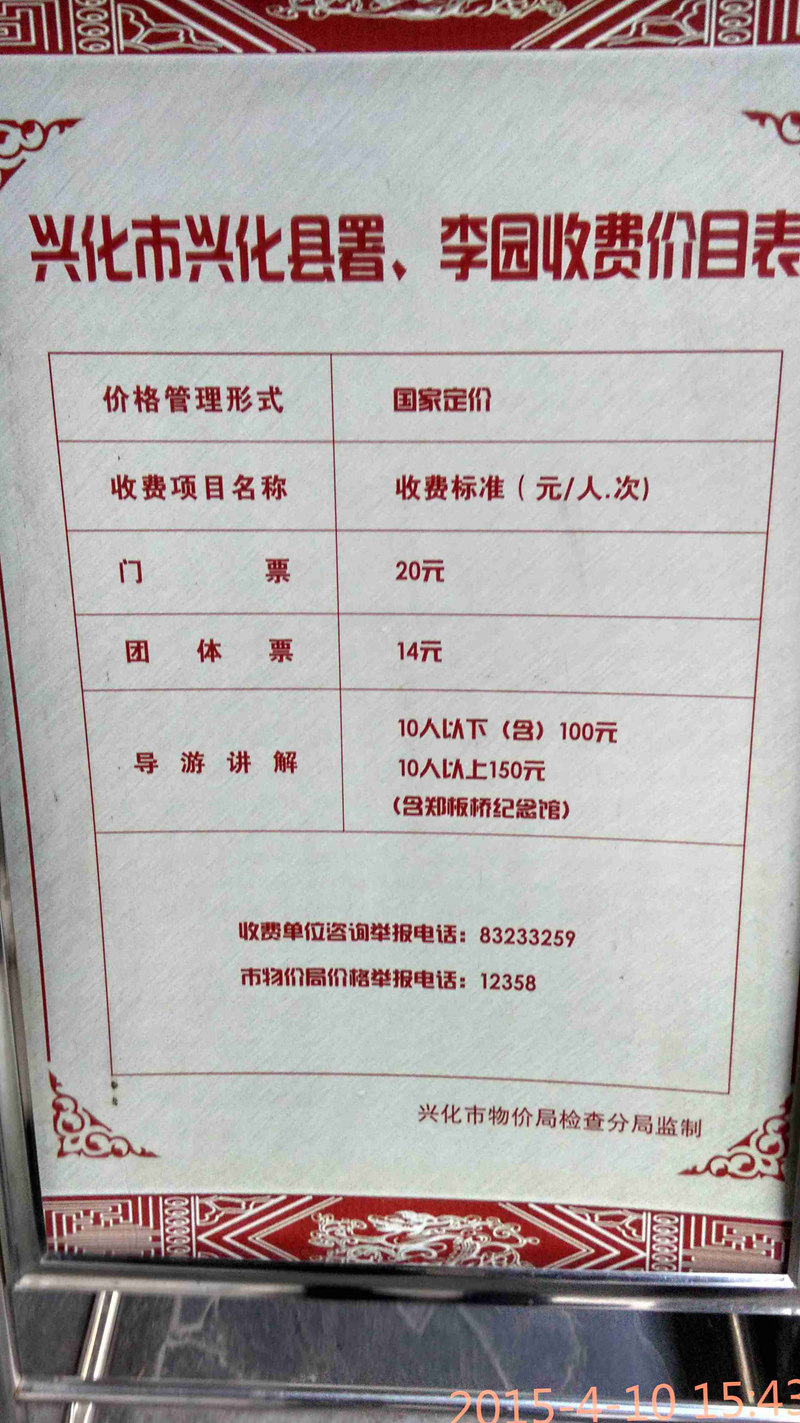 兴化市兴化县署、李园收费价目表
价格管理形式 国家定价
收费项目名称 收费标准（元/人.次）
门票 20元
团体票 14元
导游讲解 10人以下（含）100元
10人以上150元
（含郑板桥纪念馆）
收费单位咨询举报电话：83233259
市物价局价格举报电话：12358
兴化市物价局检查分局监制
2015-4-10 15:43